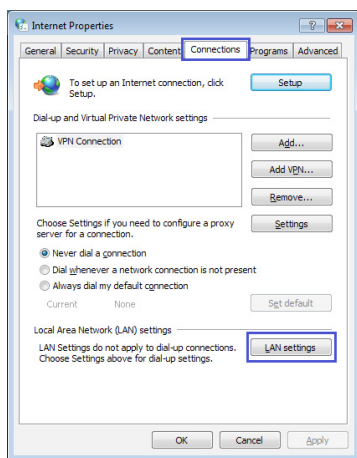 Internet Properties
General Security Privacy Content Connections Programs Advanced
To set up an Internet connection, click Setup.
Setup
Dial-up and Virtual Private Network settings
VPN Connection
Add...
Add VPN...
Remove...
Choose Settings if you need to configure a proxy
server for a connection.
Settings
Never dial a connection
Dial whenever a network connection is not present
Always dial my default connection
Current None
Set default
Local Area Network (LAN) settings
LAN Settings do not apply to dial-up connections.
Choose Settings above for dial-up settings.
LAN settings
OK Cancel Apply